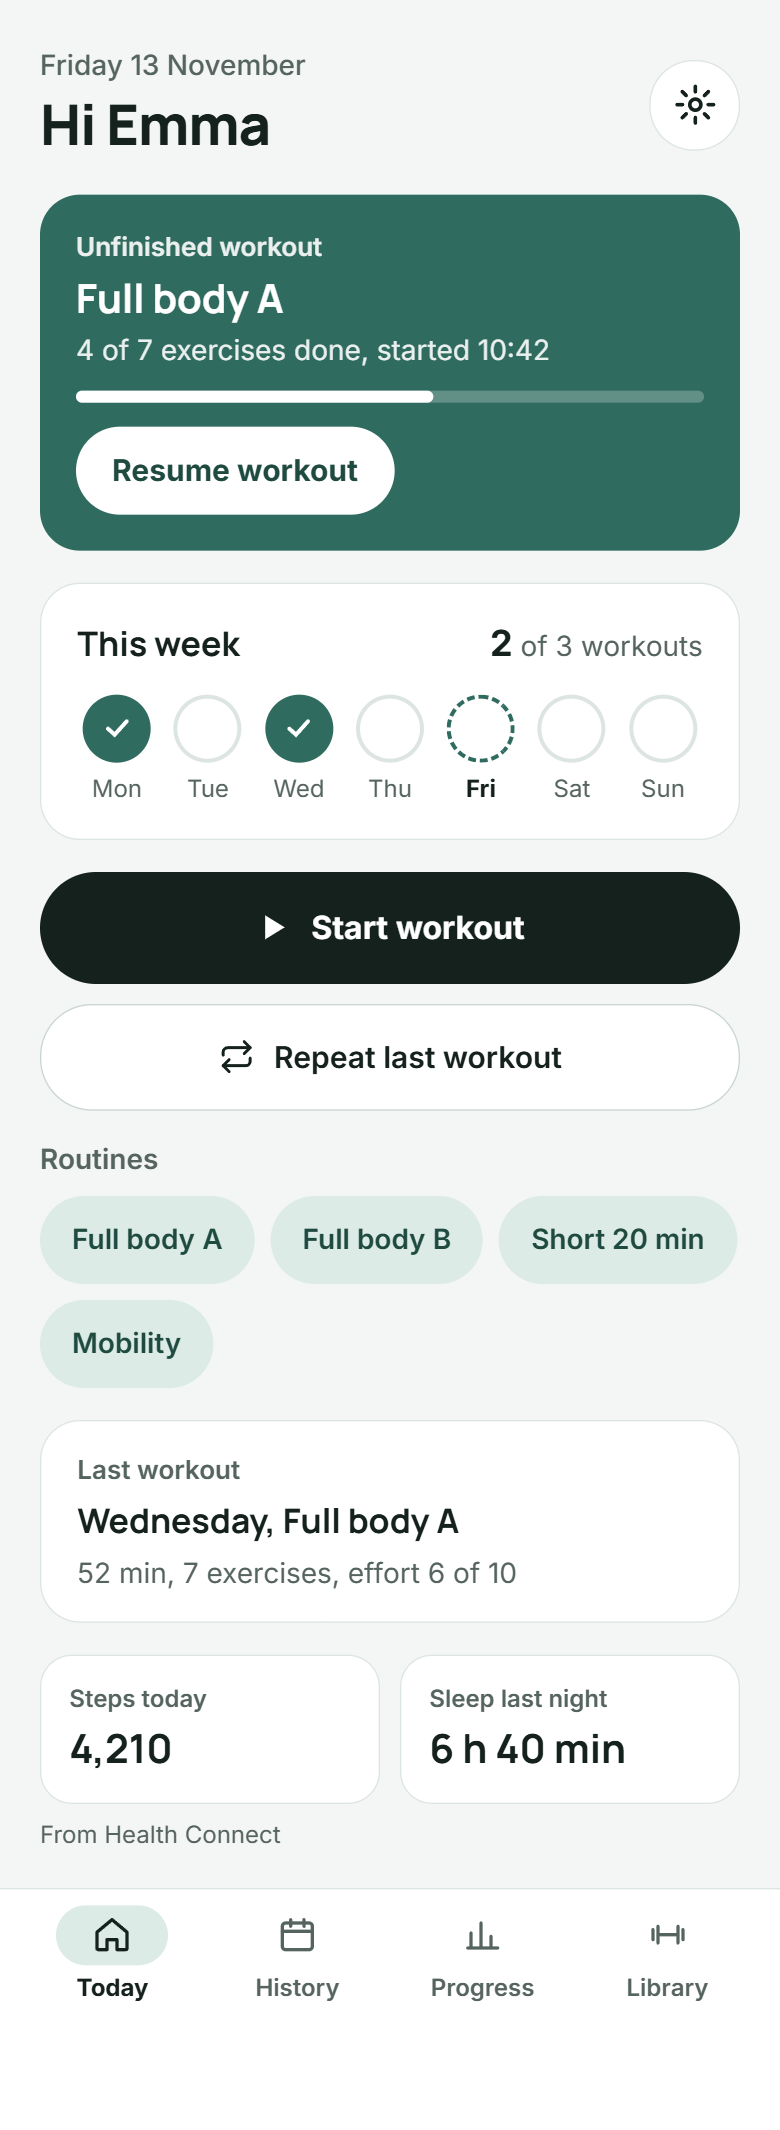 Friday 13 November
Hi Emma
Unfinished workout
Full body A
4 of 7 exercises done, started 10:42
Resume workout
This week
2 of 3 workouts
Mon Tue Wed Thu Fri Sat Sun
Start workout
Repeat last workout
Routines
Full body A
Full body B
Short 20 min
Mobility
Last workout
Wednesday, Full body A
52 min, 7 exercises, effort 6 of 10
Steps today
4,210
Sleep last night
6 h 40 min
From Health Connect
Today History Progress Library